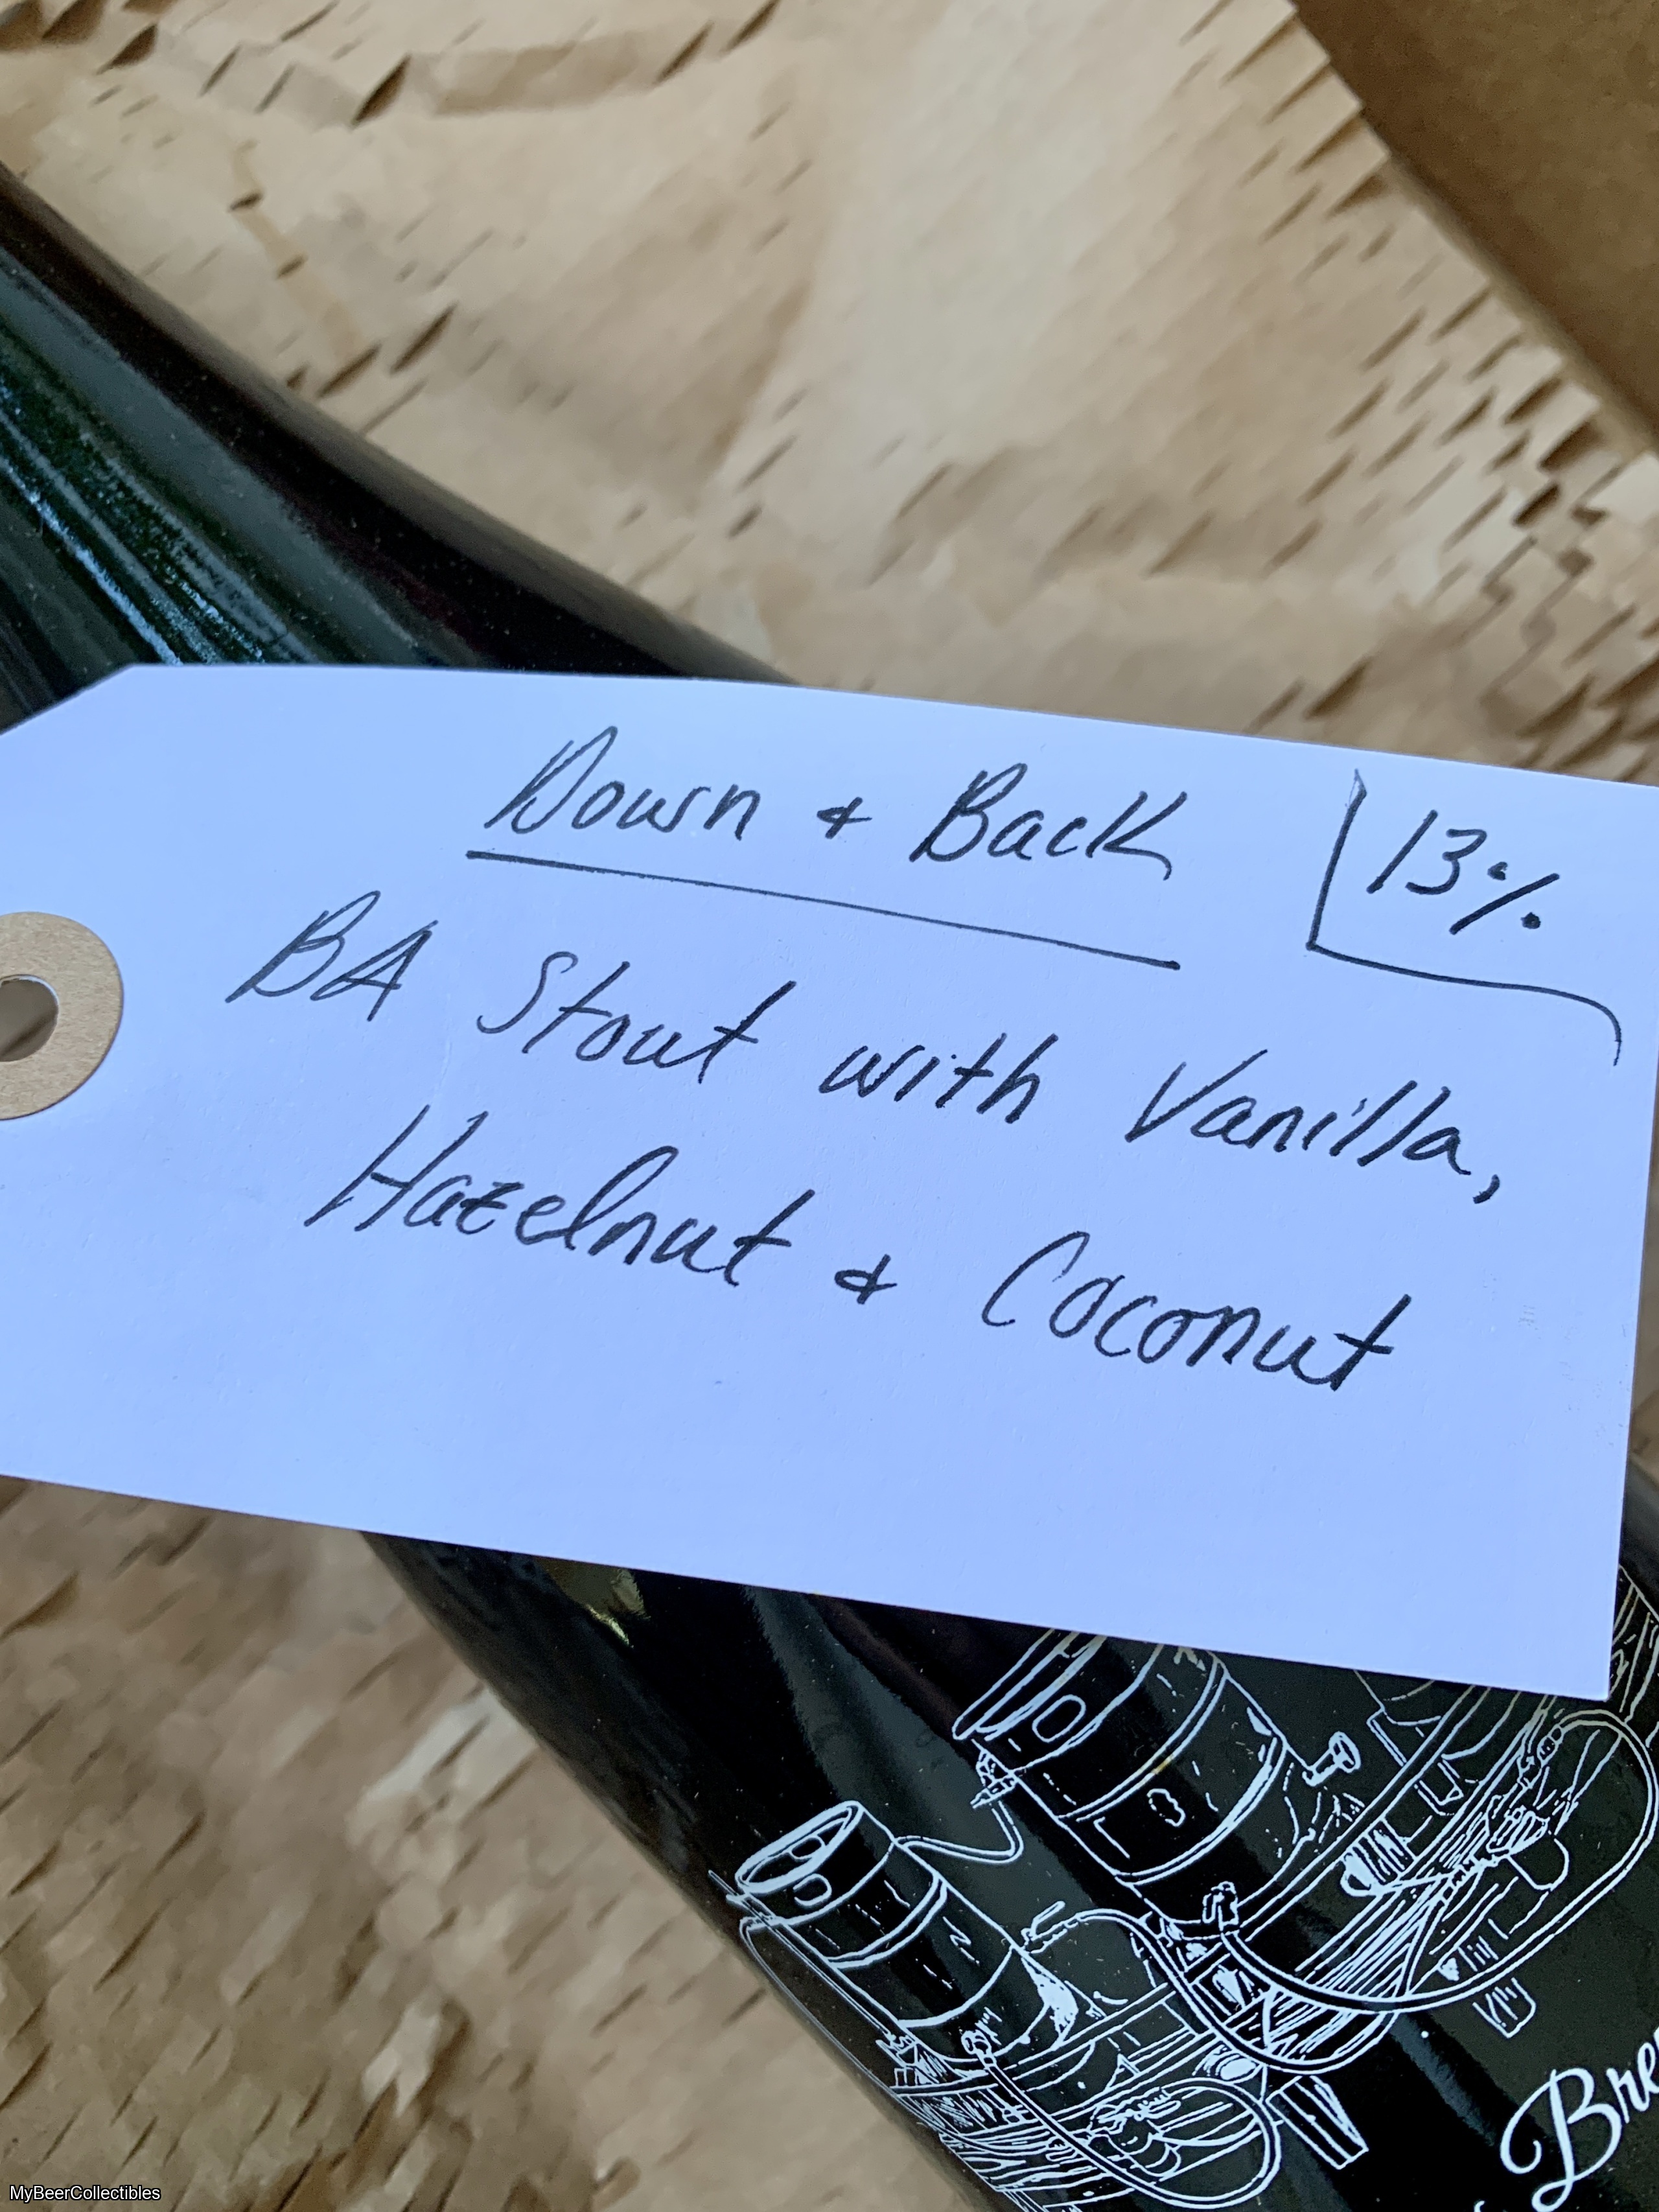 Down & Back 13%
BA Stout with Vanilla,
Hazelnut & Coconut
MyBeerCollectibles